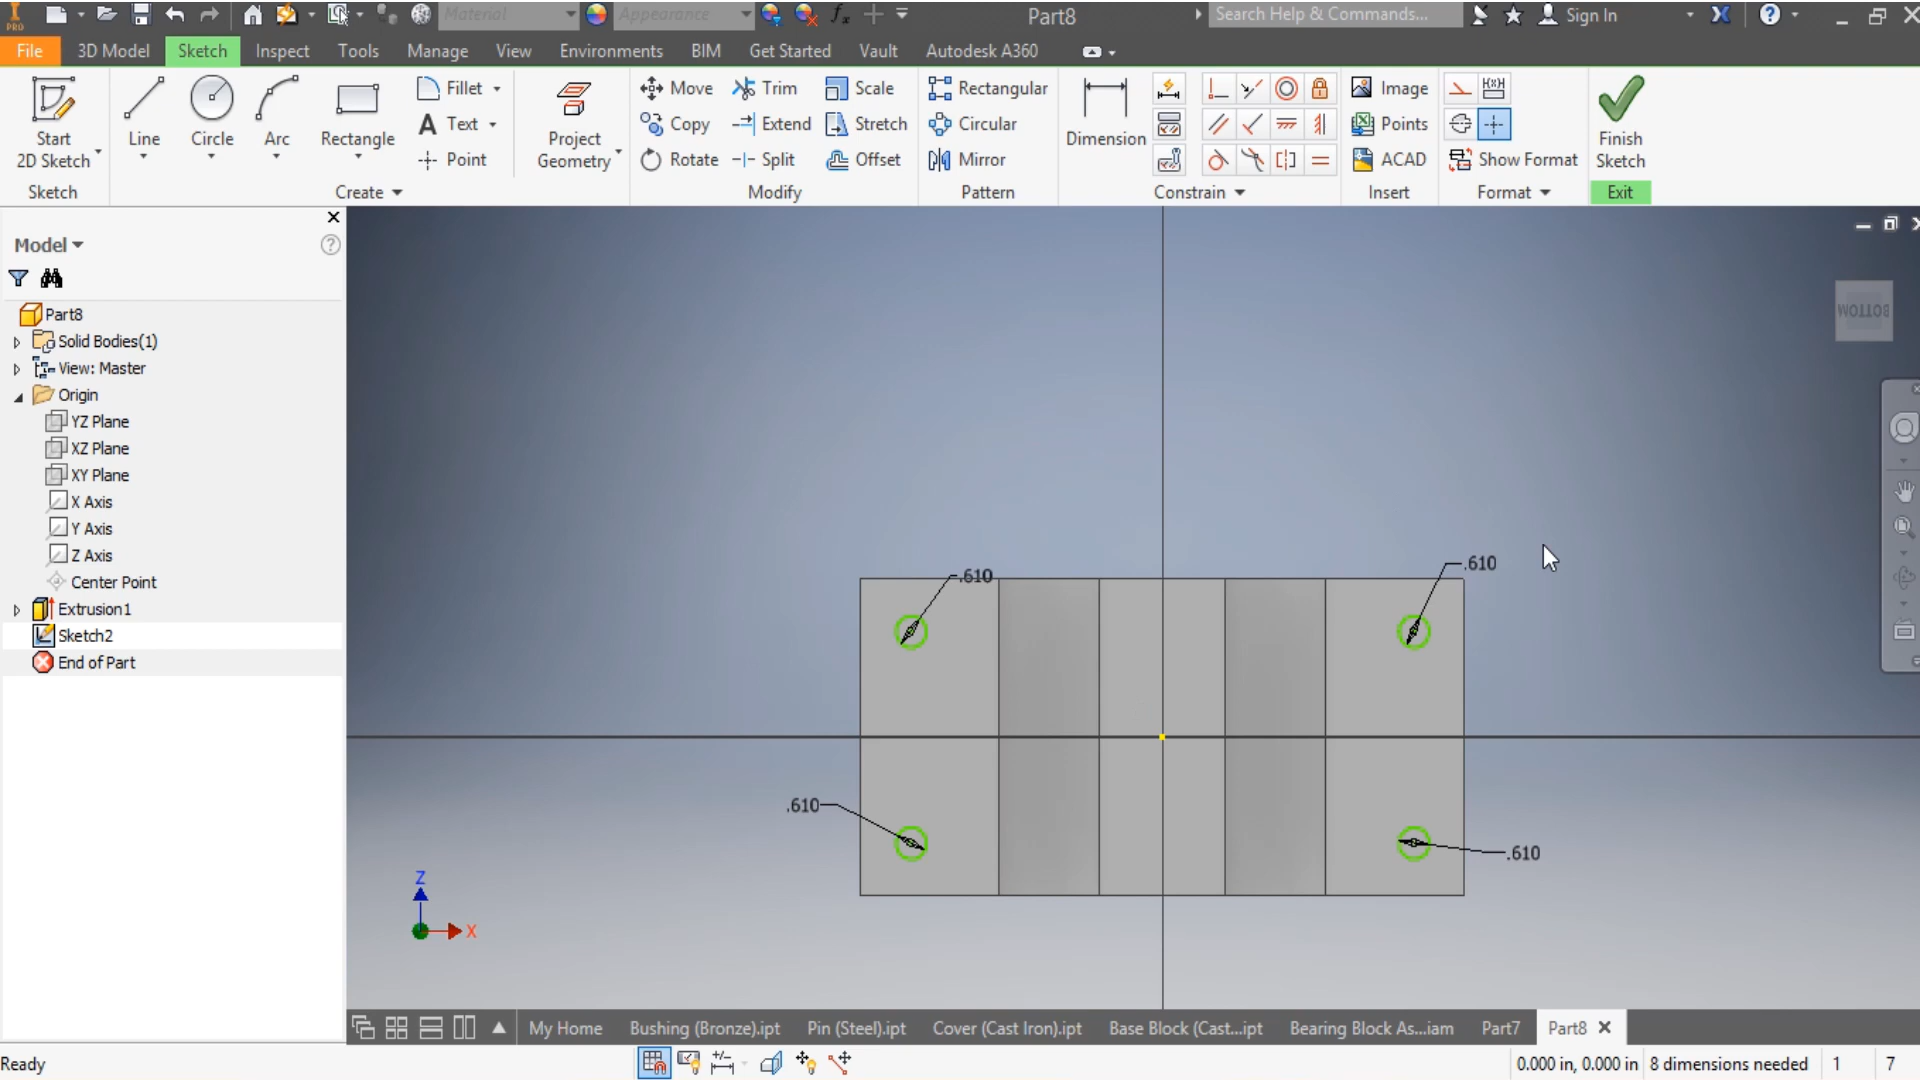 PRO
Material
Appearance
Part8
Search Help & Commands...
Sign In
File
3D Model
Sketch
Inspect
Tools
Manage
View
Environments
BIM
Get Started
Vault
Autodesk A360
Start
2D Sketch
Line
Circle
Arc
Rectangle
Fillet
Text
Point
Project
Geometry
Move
Copy
Rotate
Trim
Extend
Split
Scale
Stretch
Offset
Rectangular
Circular
Mirror
Dimension
Image
Points
ACAD
Show Format
Finish
Sketch
Sketch
Create
Modify
Pattern
Constrain
Insert
Format
Exit
Model
Part8
Solid Bodies(1)
View: Master
Origin
YZ Plane
XZ Plane
XY Plane
X Axis
Y Axis
Z Axis
Center Point
Extrusion1
Sketch2
End of Part
BOTTOM
.610
.610
.610
.610
Z
X
My Home
Bushing (Bronze).ipt
Pin (Steel).ipt
Cover (Cast Iron).ipt
Base Block (Cast...ipt
Bearing Block As...iam
Part7
Part8
Ready
0.000 in, 0.000 in
8 dimensions needed
1
7